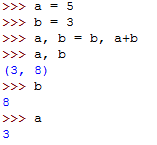 >>> a = 5
>>> b = 3
>>> a, b = b, a+b
>>> a, b
(3, 8)
>>> b
8
>>> a
3